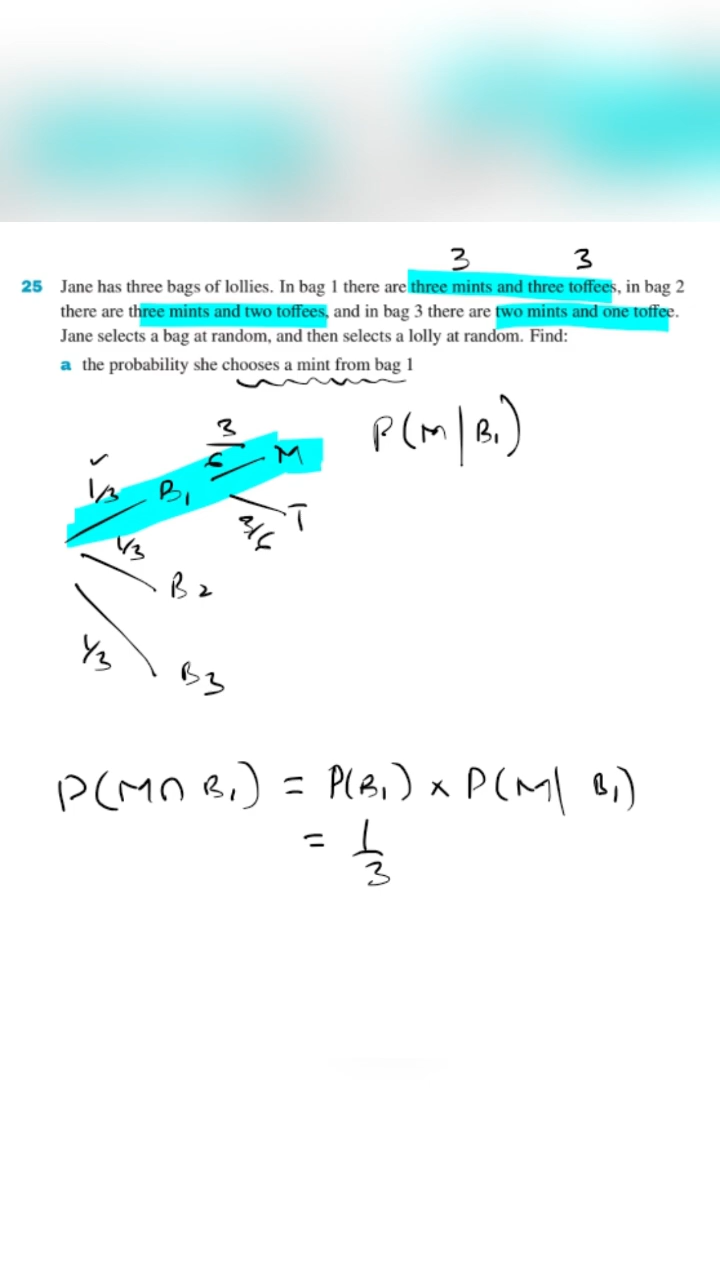 3 3
25 Jane has three bags of lollies. In bag 1 there are three mints and three toffees, in bag 2
there are three mints and two toffees, and in bag 3 there are two mints and one toffee.
Jane selects a bag at random, and then selects a lolly at random. Find:
a the probability she chooses a mint from bag 1
P(M|B₁)
3/6 M
1/3 B₁
3/6 T
1/3
B2
1/3
B3
P(M∩B₁) = P(B₁) × P(M|B₁)
= 1/3